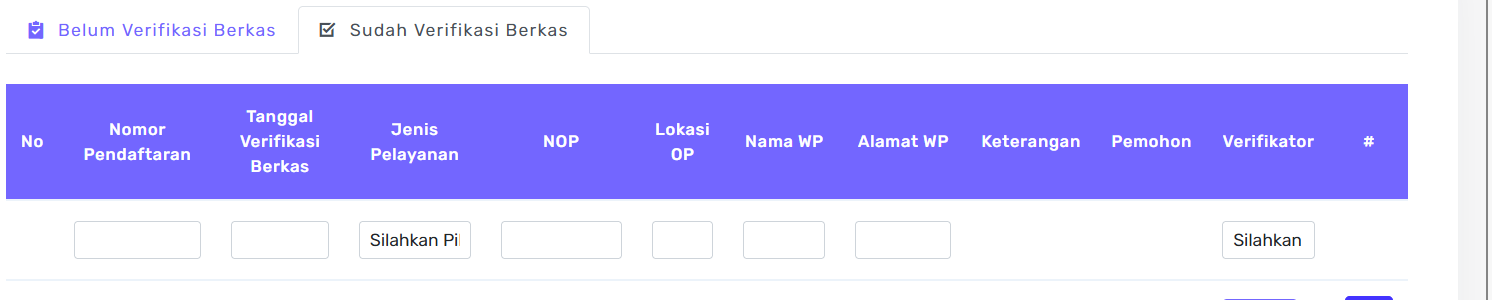 Belum Verifikasi Berkas
Sudah Verifikasi Berkas
No
Nomor
Pendaftaran
Tanggal
Verifikasi
Berkas
Jenis
Pelayanan
NOP
Lokasi
OP
Nama WP
Alamat WP
Keterangan
Pemohon
Verifikator
#
Silahkan Pi
Silahkan